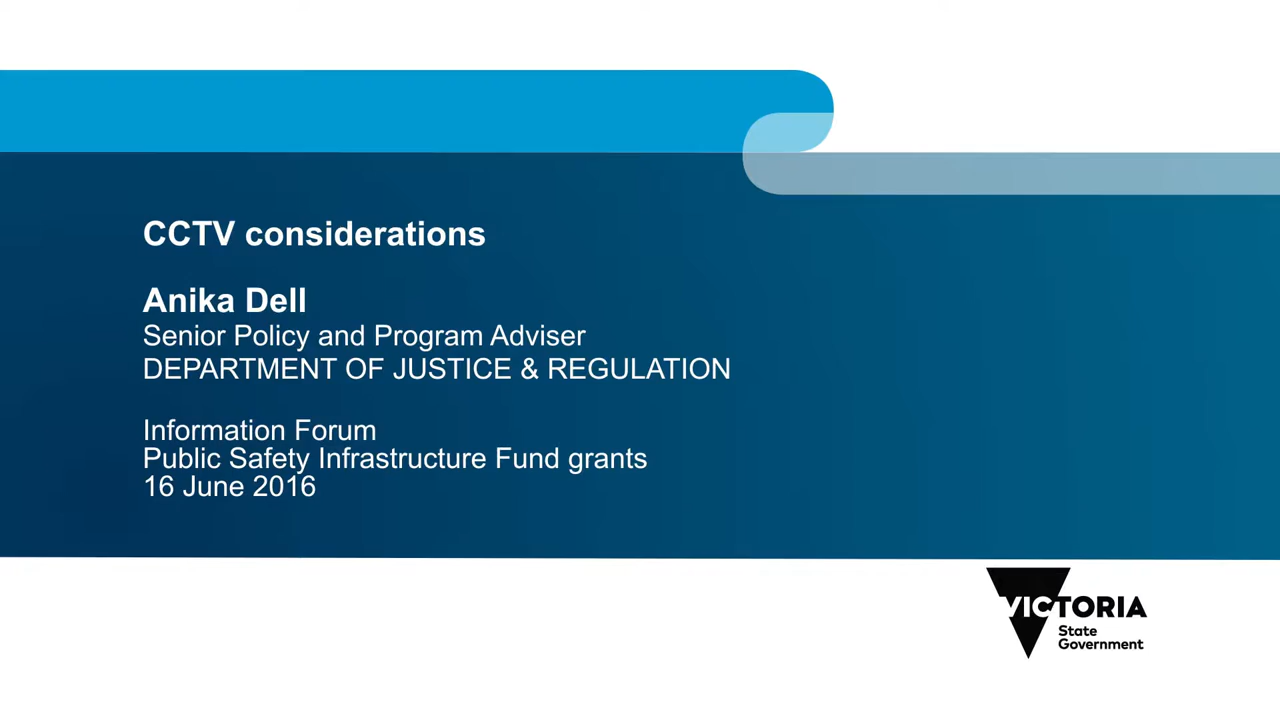 CCTV considerations
Anika Dell
Senior Policy and Program Adviser
DEPARTMENT OF JUSTICE & REGULATION
Information Forum
Public Safety Infrastructure Fund grants
16 June 2016
VICTORIA
State
Government